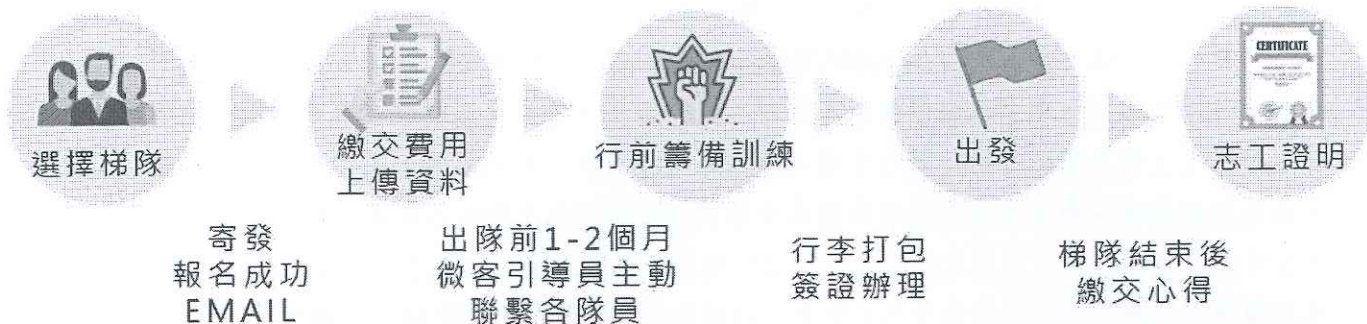 選擇梯隊
繳交費用
上傳資料
行前籌備訓練
出發
CERTIFICATE
志工證明
寄發
報名成功
EMAIL
出隊前1-2個月
微客引導員主動
聯繫各隊員
行李打包
簽證辦理
梯隊結束後
繳交心得